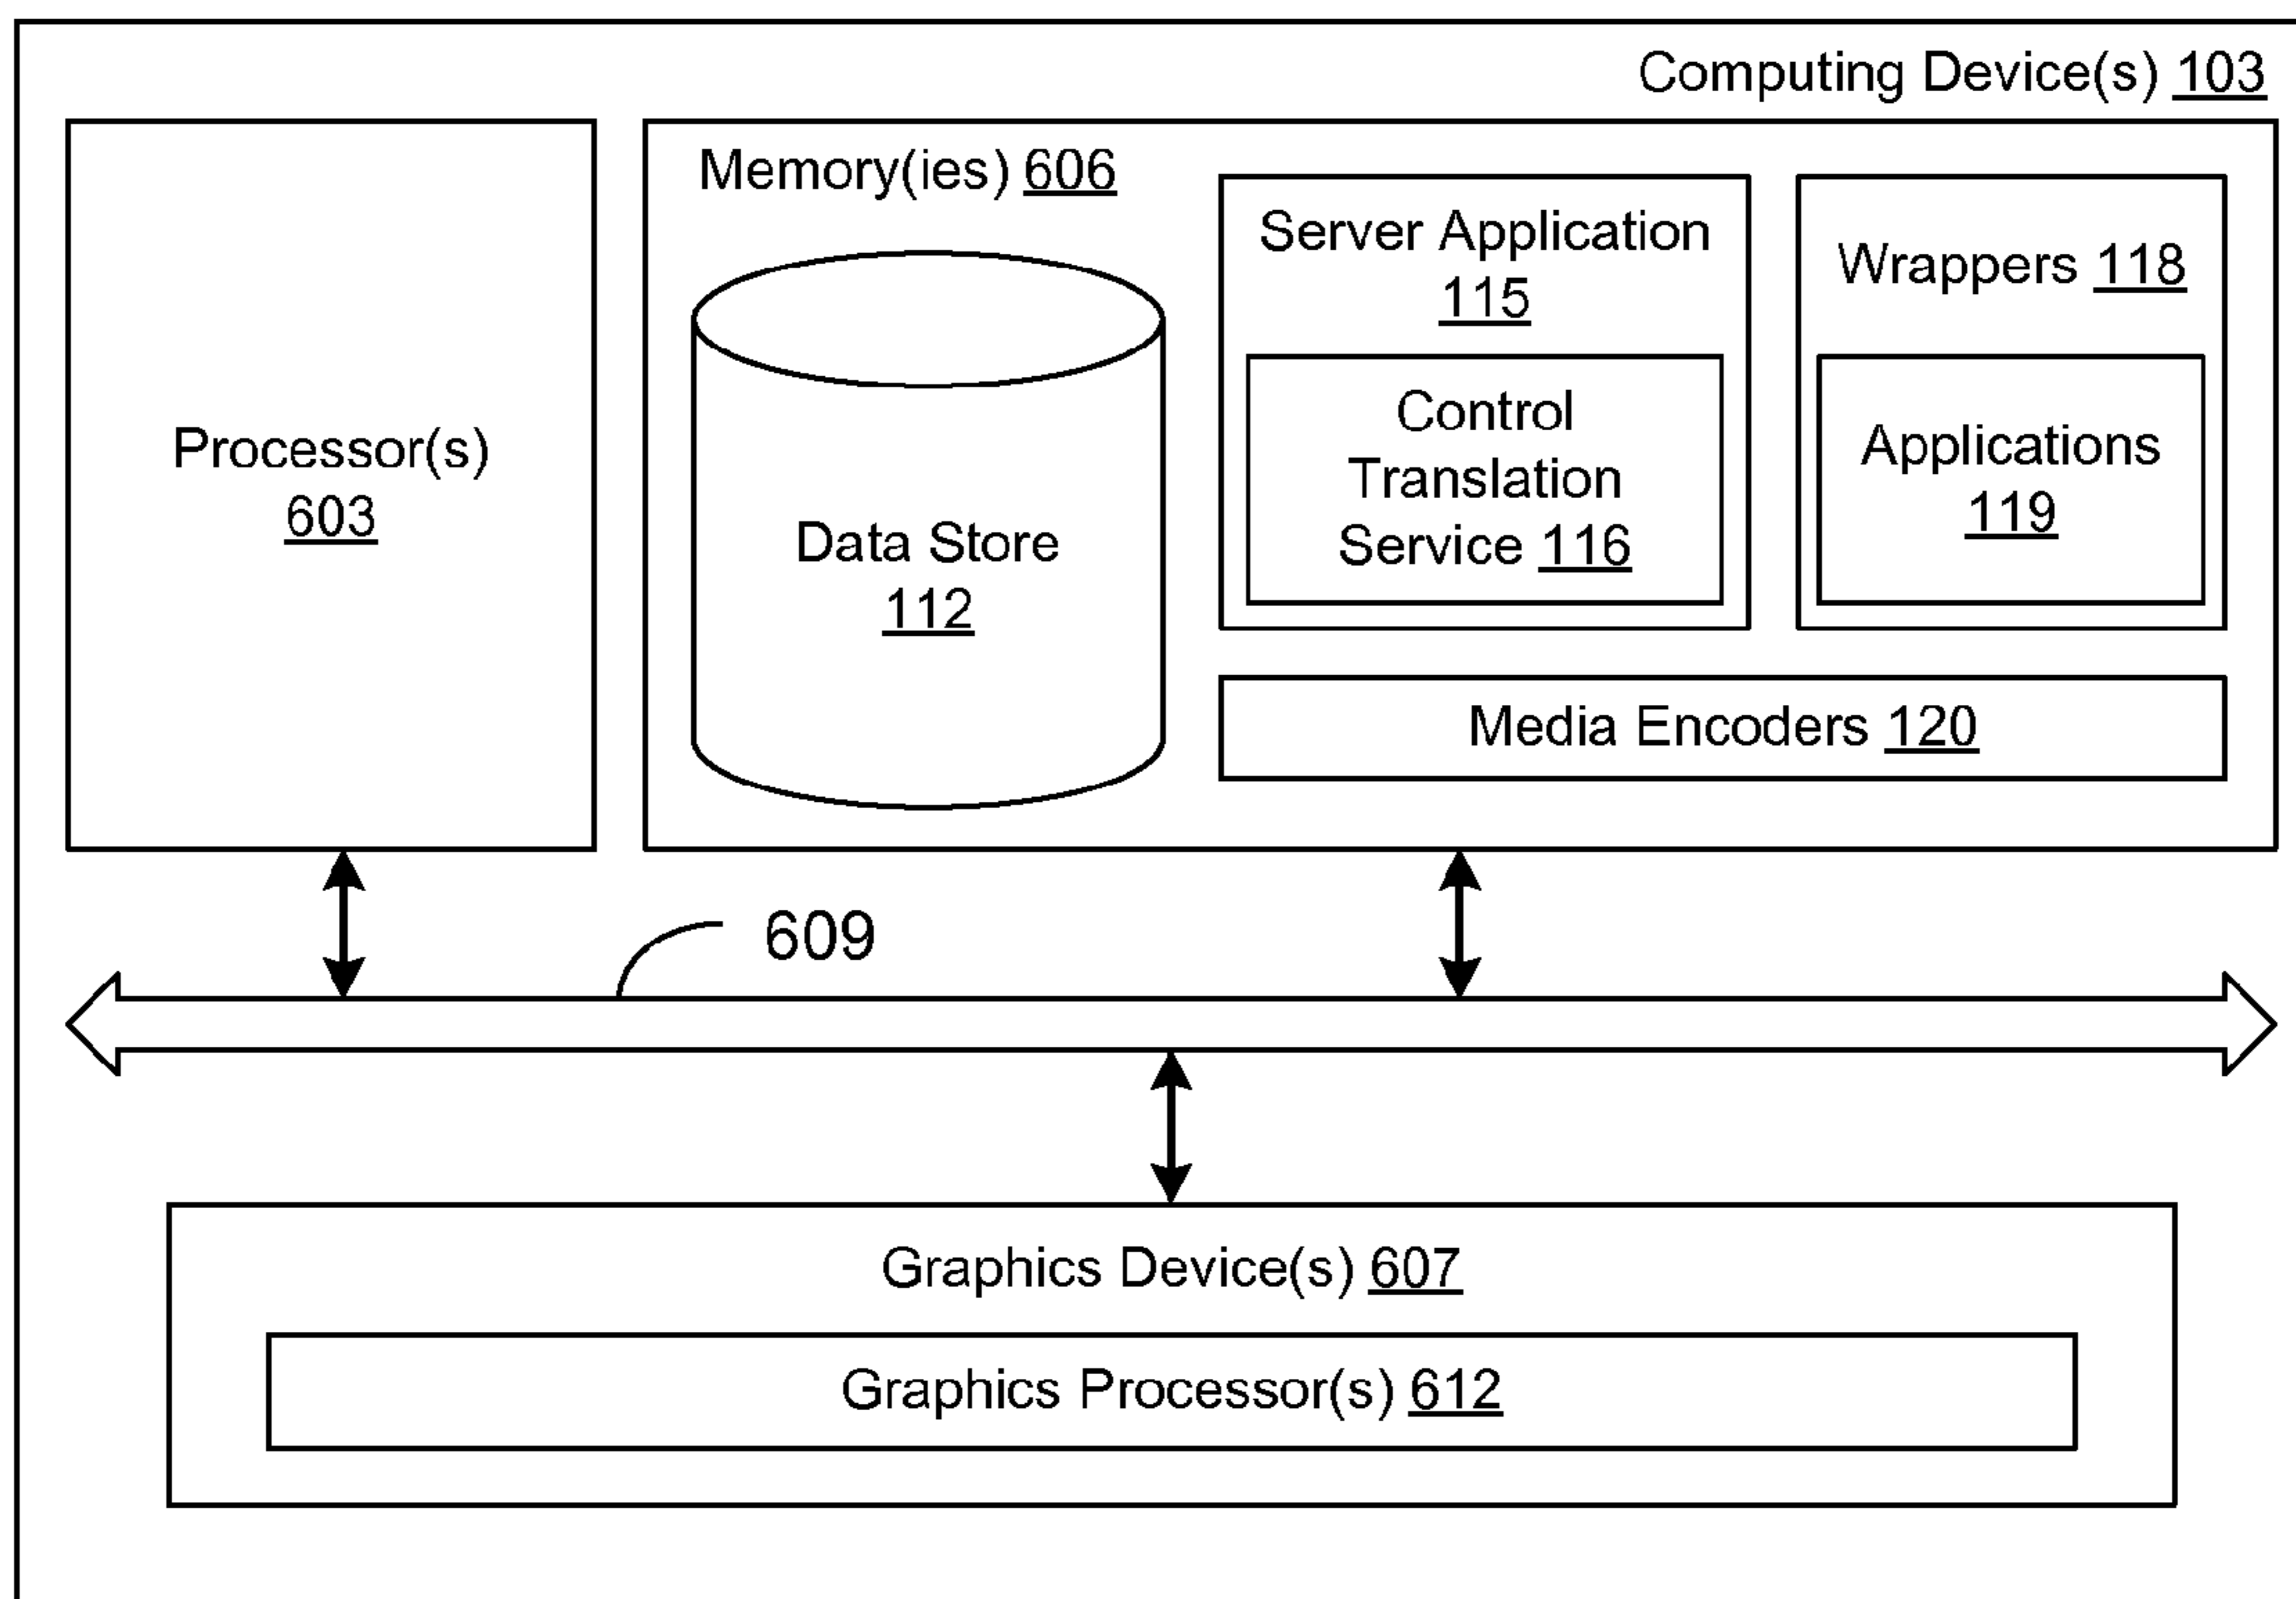 Computing Device(s) 103
Processor(s)
603
Memory(ies) 606
Data Store
112
Server Application
115
Control
Translation
Service 116
Wrappers 118
Applications
119
Media Encoders 120
609
Graphics Device(s) 607
Graphics Processor(s) 612